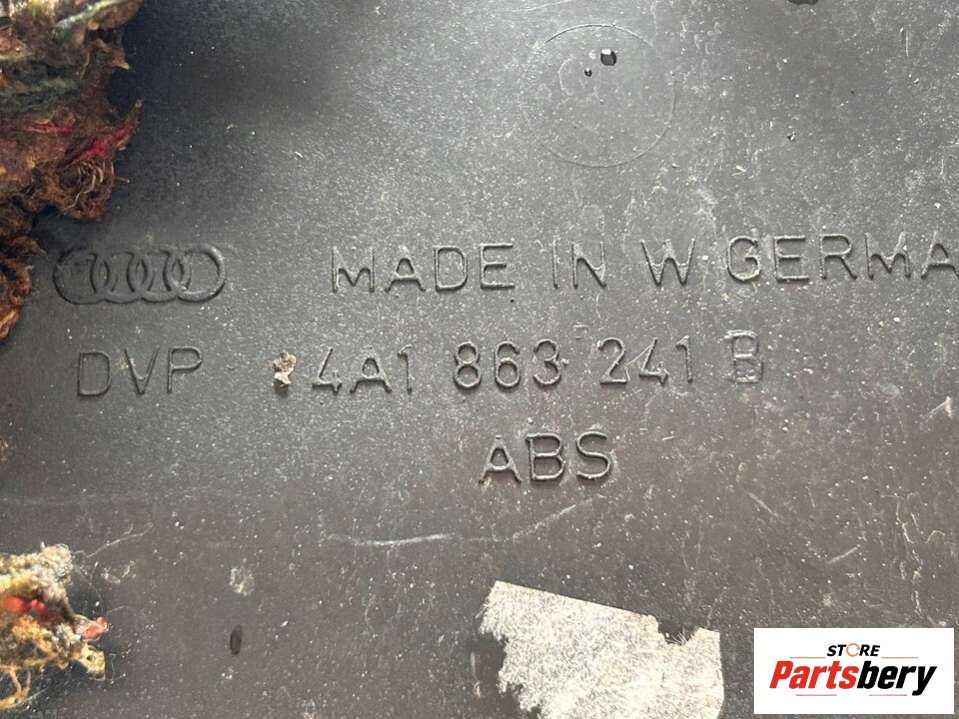 MADE IN W GERMA
DVP 4A1 863 241 B
ABS
STORE
Partsbery